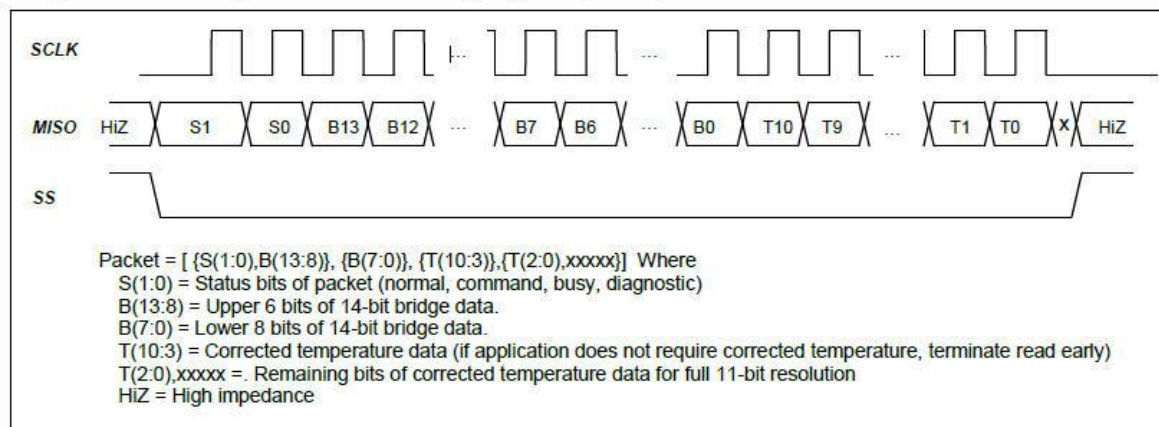 SCLK ... ... ...
MISO HiZ S1 S0 B13 B12 ... B7 B6 ... B0 T10 T9 ... T1 T0 X HiZ
SS
Packet = [ {S(1:0),B(13:8)}, {B(7:0)}, {T(10:3)},{T(2:0),xxxxx}] Where
S(1:0) = Status bits of packet (normal, command, busy, diagnostic)
B(13:8) = Upper 6 bits of 14-bit bridge data.
B(7:0) = Lower 8 bits of 14-bit bridge data.
T(10:3) = Corrected temperature data (if application does not require corrected temperature, terminate read early)
T(2:0),xxxxx =. Remaining bits of corrected temperature data for full 11-bit resolution
HiZ = High impedance